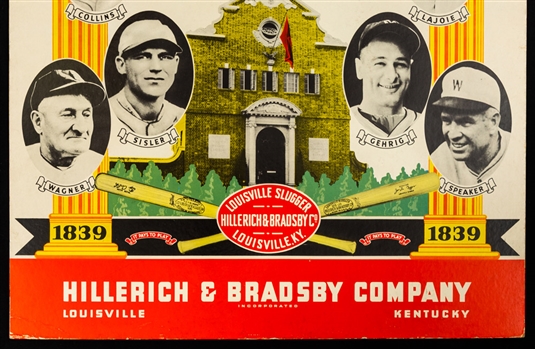 COLLINS
LAJOIE
SISLER
GEHRIG
W
WAGNER
SPEAKER
LOUISVILLE SLUGGER
HILLERICH & BRADSBY Co
LOUISVILLE, KY.
1839
IT PAYS TO PLAY
IT PAYS TO PLAY
1839
HILLERICH & BRADSBY COMPANY
INCORPORATED
LOUISVILLE
KENTUCKY